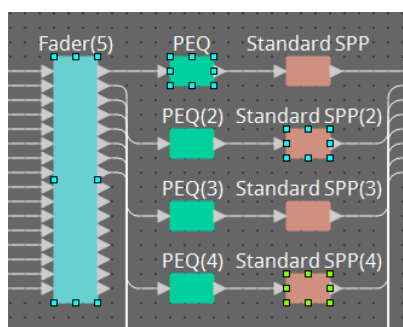 Fader(5) PEQ Standard SPP
PEQ(2) Standard SPP(2)
PEQ(3) Standard SPP(3)
PEQ(4) Standard SPP(4)